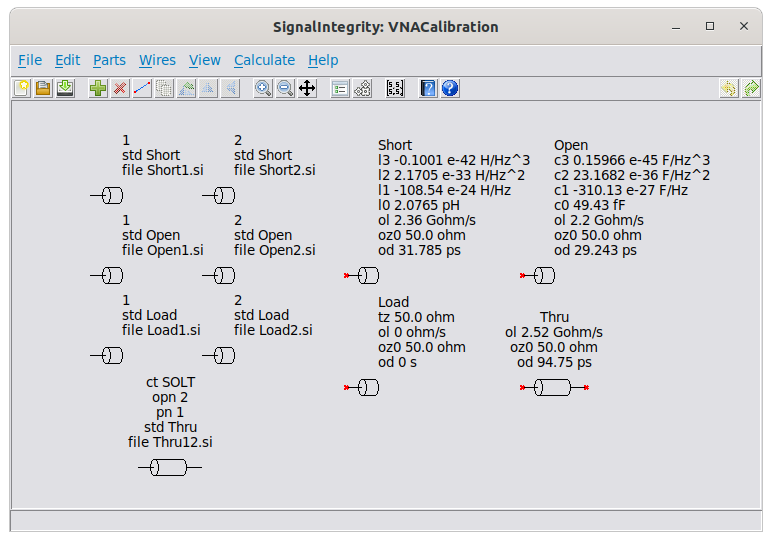 SignalIntegrity: VNACalibration
File Edit Parts Wires View Calculate Help
1
std Short
file Short1.si
2
std Short
file Short2.si
Short
l3 -0.1001 e-42 H/Hz^3
l2 2.1705 e-33 H/Hz^2
l1 -108.54 e-24 H/Hz
l0 2.0765 pH
ol 2.36 Gohm/s
oz0 50.0 ohm
od 31.785 ps
Open
c3 0.15966 e-45 F/Hz^3
c2 23.1682 e-36 F/Hz^2
c1 -310.13 e-27 F/Hz
c0 49.43 fF
ol 2.2 Gohm/s
oz0 50.0 ohm
od 29.243 ps
1
std Open
file Open1.si
2
std Open
file Open2.si
1
std Load
file Load1.si
2
std Load
file Load2.si
Load
tz 50.0 ohm
ol 0 ohm/s
oz0 50.0 ohm
od 0 s
Thru
ol 2.52 Gohm/s
oz0 50.0 ohm
od 94.75 ps
ct SOLT
opn 2
pn 1
std Thru
file Thru12.si